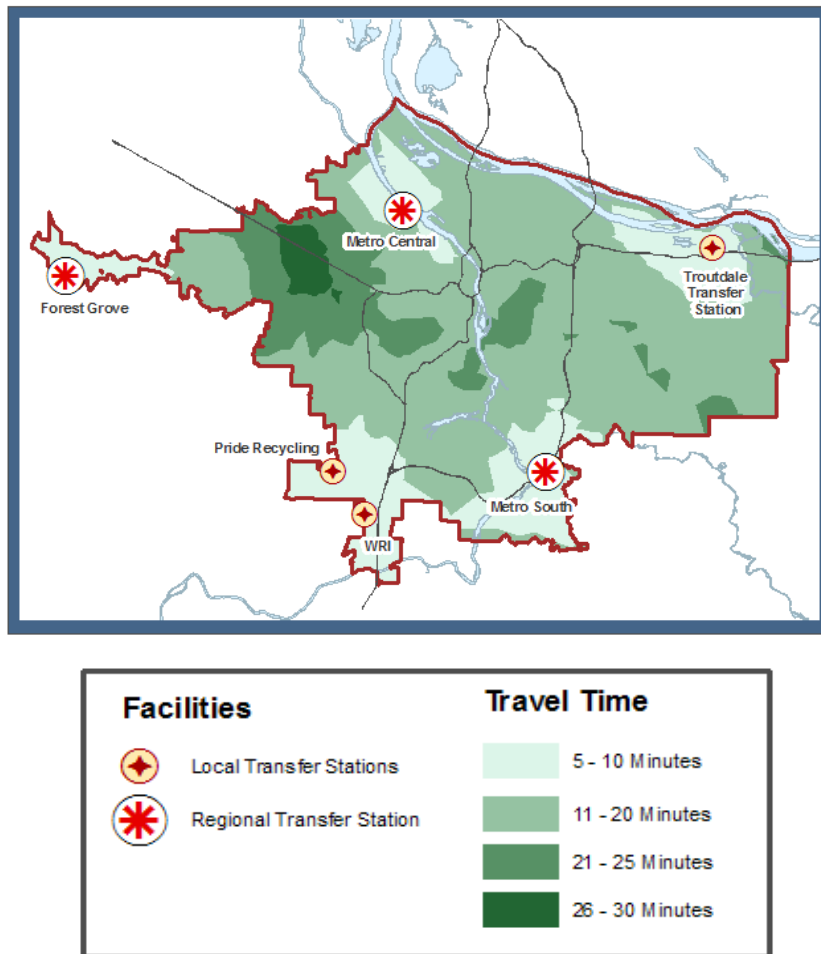 Metro Central
Forest Grove
Troutdale
Transfer
Station
Pride Recycling
Metro South
WRI
Facilities
Local Transfer Stations
Regional Transfer Station
Travel Time
5 - 10 Minutes
11 - 20 Minutes
21 - 25 Minutes
26 - 30 Minutes